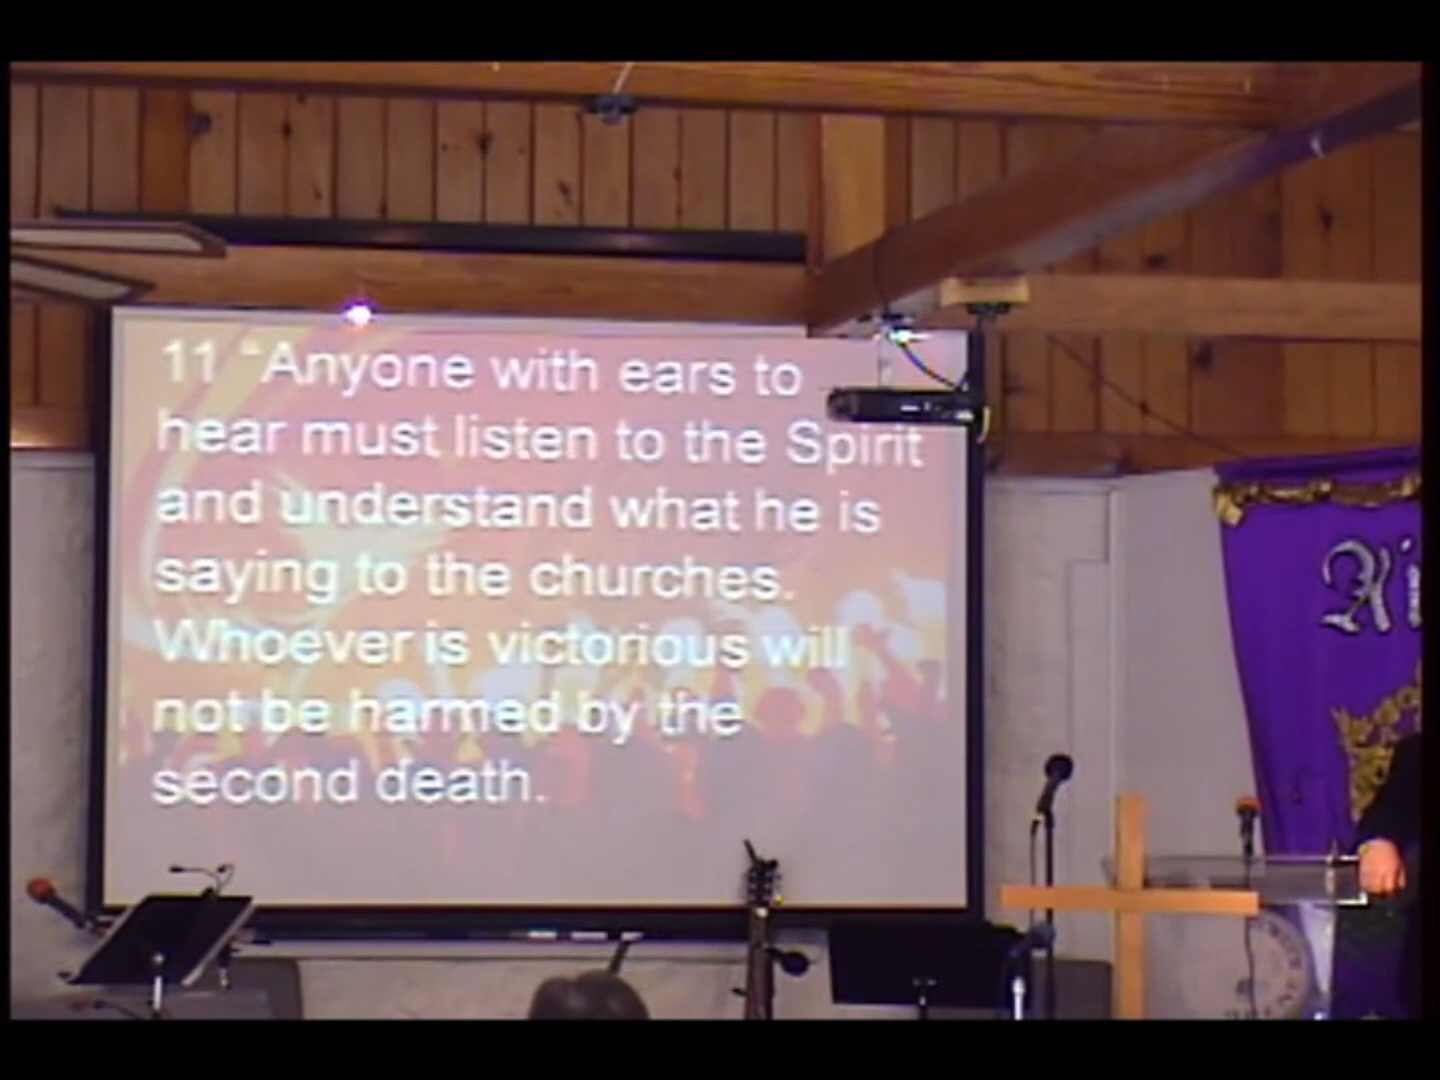 11 “Anyone with ears to
hear must listen to the Spirit
and understand what he is
saying to the churches.
Whoever is victorious will
not be harmed by the
second death.